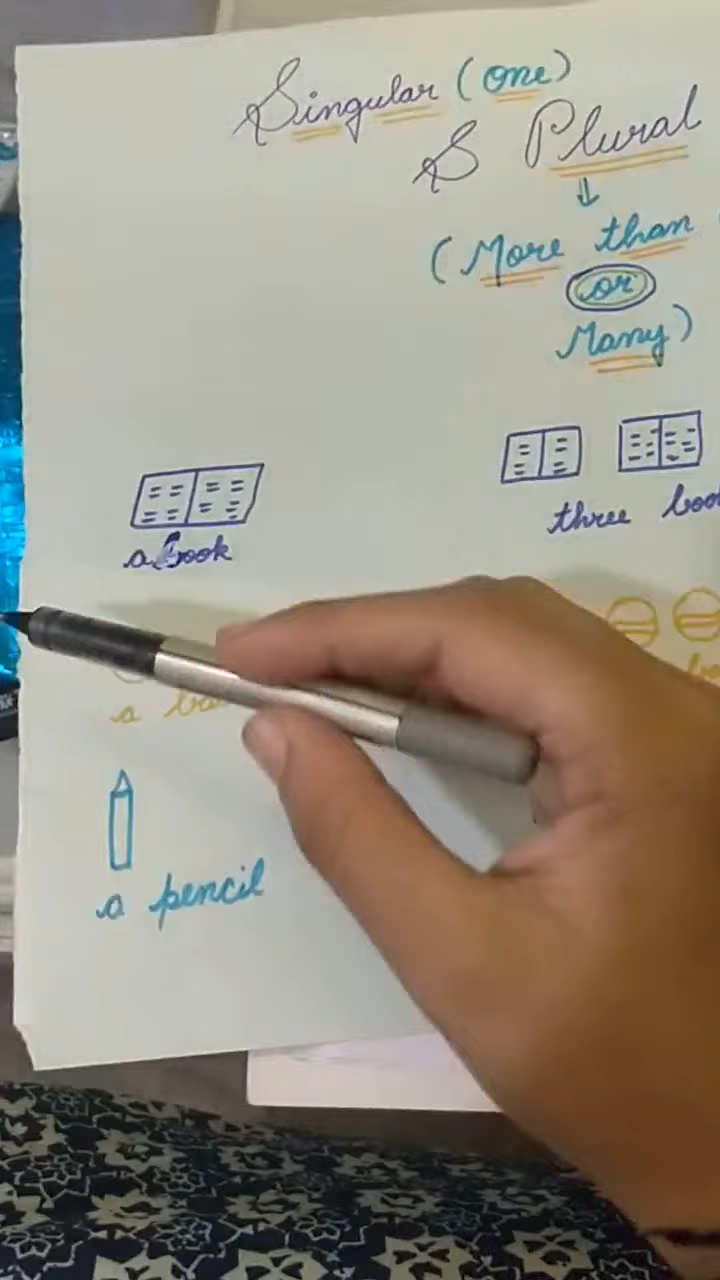 Singular (one)
S Plural
(More than
or
Many)
a book
three
a
a pencil